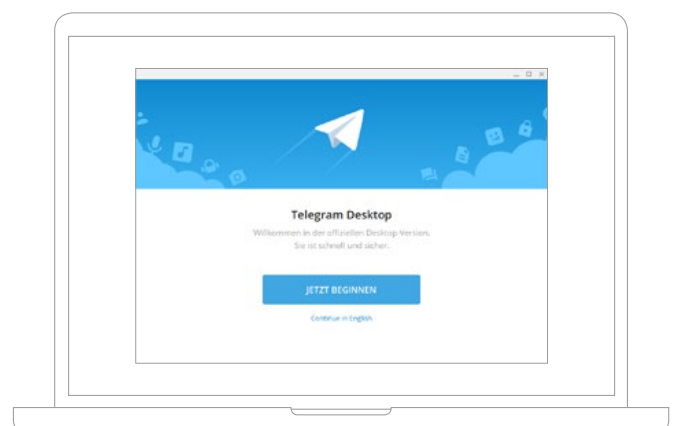 Telegram Desktop
Willkommen in der offiziellen Desktop Version.
Sie ist schnell und sicher.
JETZT BEGINNEN
Continue in English